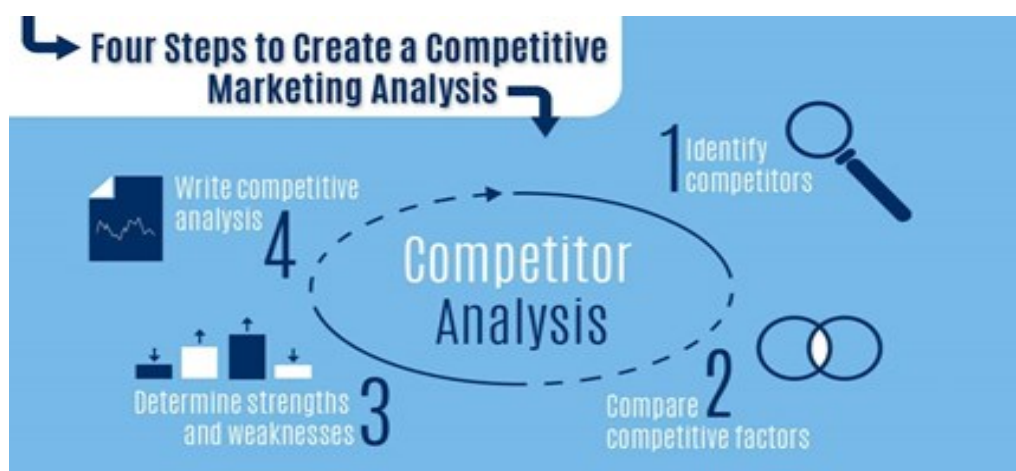 Four Steps to Create a Competitive
Marketing Analysis
1 Identify
competitors
2 Compare
competitive factors
3 Determine strengths
and weaknesses
4 Write competitive
analysis
Competitor
Analysis